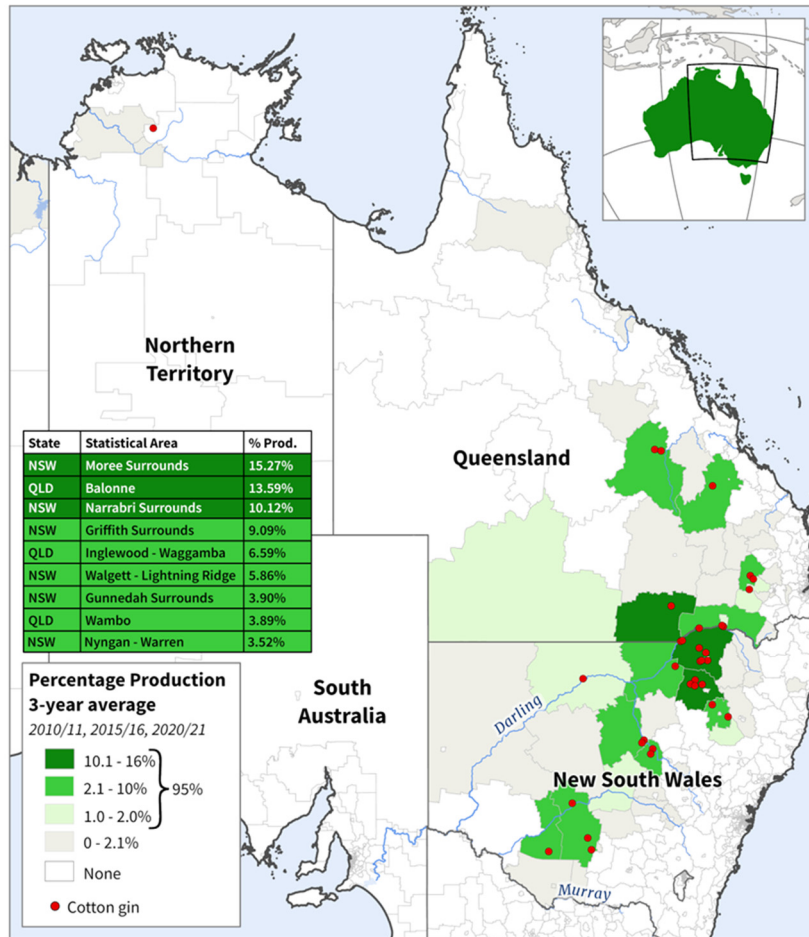 Northern
Territory
Queensland
State Statistical Area % Prod.
NSW Moree Surrounds 15.27%
QLD Balonne 13.59%
NSW Narrabri Surrounds 10.12%
NSW Griffith Surrounds 9.09%
QLD Inglewood - Waggamba 6.59%
NSW Walgett - Lightning Ridge 5.86%
NSW Gunnedah Surrounds 3.90%
QLD Wambo 3.89%
NSW Nyngan - Warren 3.52%
South
Australia
Darling
New South Wales
Murray
Percentage Production
3-year average
2010/11, 2015/16, 2020/21
10.1 - 16%
2.1 - 10%
95%
1.0 - 2.0%
0 - 2.1%
None
Cotton gin